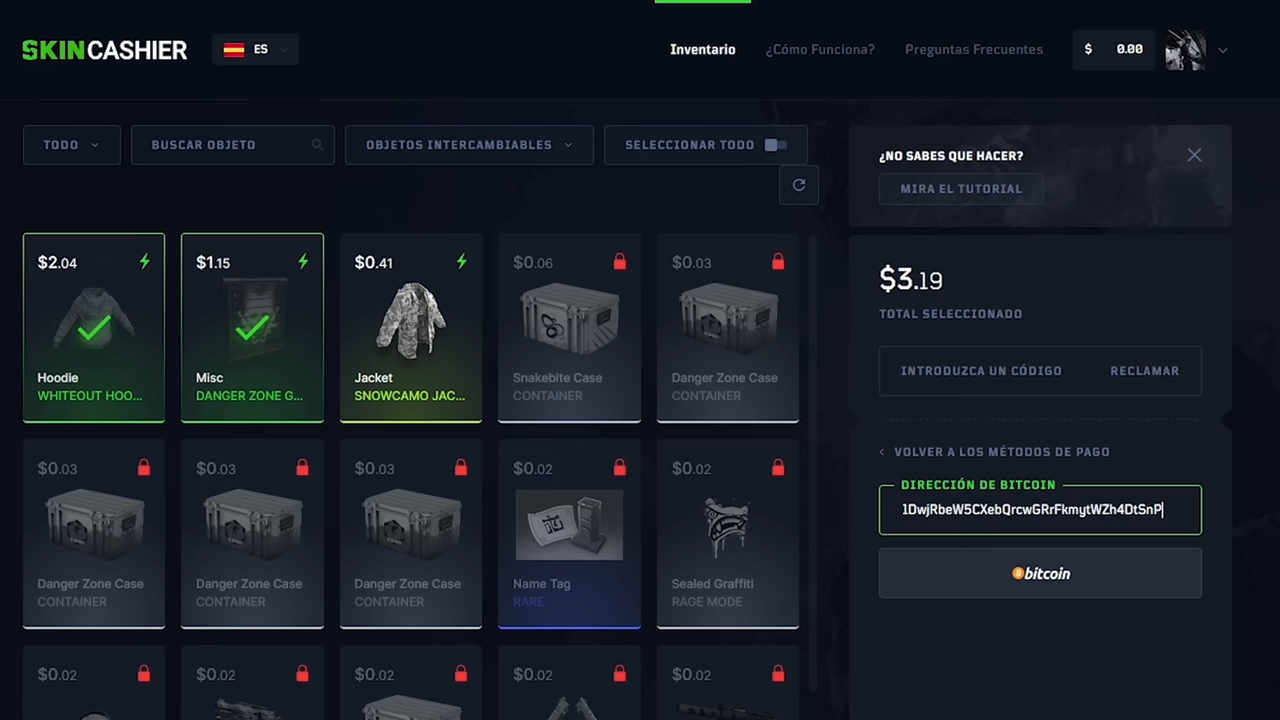 SKINCASHIER
ES
Inventario
¿Cómo Funciona?
Preguntas Frecuentes
$ 0.00
TODO
BUSCAR OBJETO
OBJETOS INTERCAMBIABLES
SELECCIONAR TODO
¿NO SABES QUE HACER?
MIRA EL TUTORIAL
$2.04
Hoodie
WHITEOUT HOO...
$1.15
Misc
DANGER ZONE G...
$0.41
Jacket
SNOWCAMO JAC...
$0.06
Snakebite Case
CONTAINER
$0.03
Danger Zone Case
CONTAINER
$0.03
Danger Zone Case
CONTAINER
$0.03
Danger Zone Case
CONTAINER
$0.03
Danger Zone Case
CONTAINER
$0.02
Name Tag
RARE
$0.02
Sealed Graffiti
RAGE MODE
$0.02
$0.02
$0.02
$0.02
$0.02
$3.19
TOTAL SELECCIONADO
INTRODUZCA UN CÓDIGO
RECLAMAR
VOLVER A LOS MÉTODOS DE PAGO
DIRECCIÓN DE BITCOIN
1DwjRbeW5CXebQrcwGRrFkmytWZh4DtSnP
bitcoin